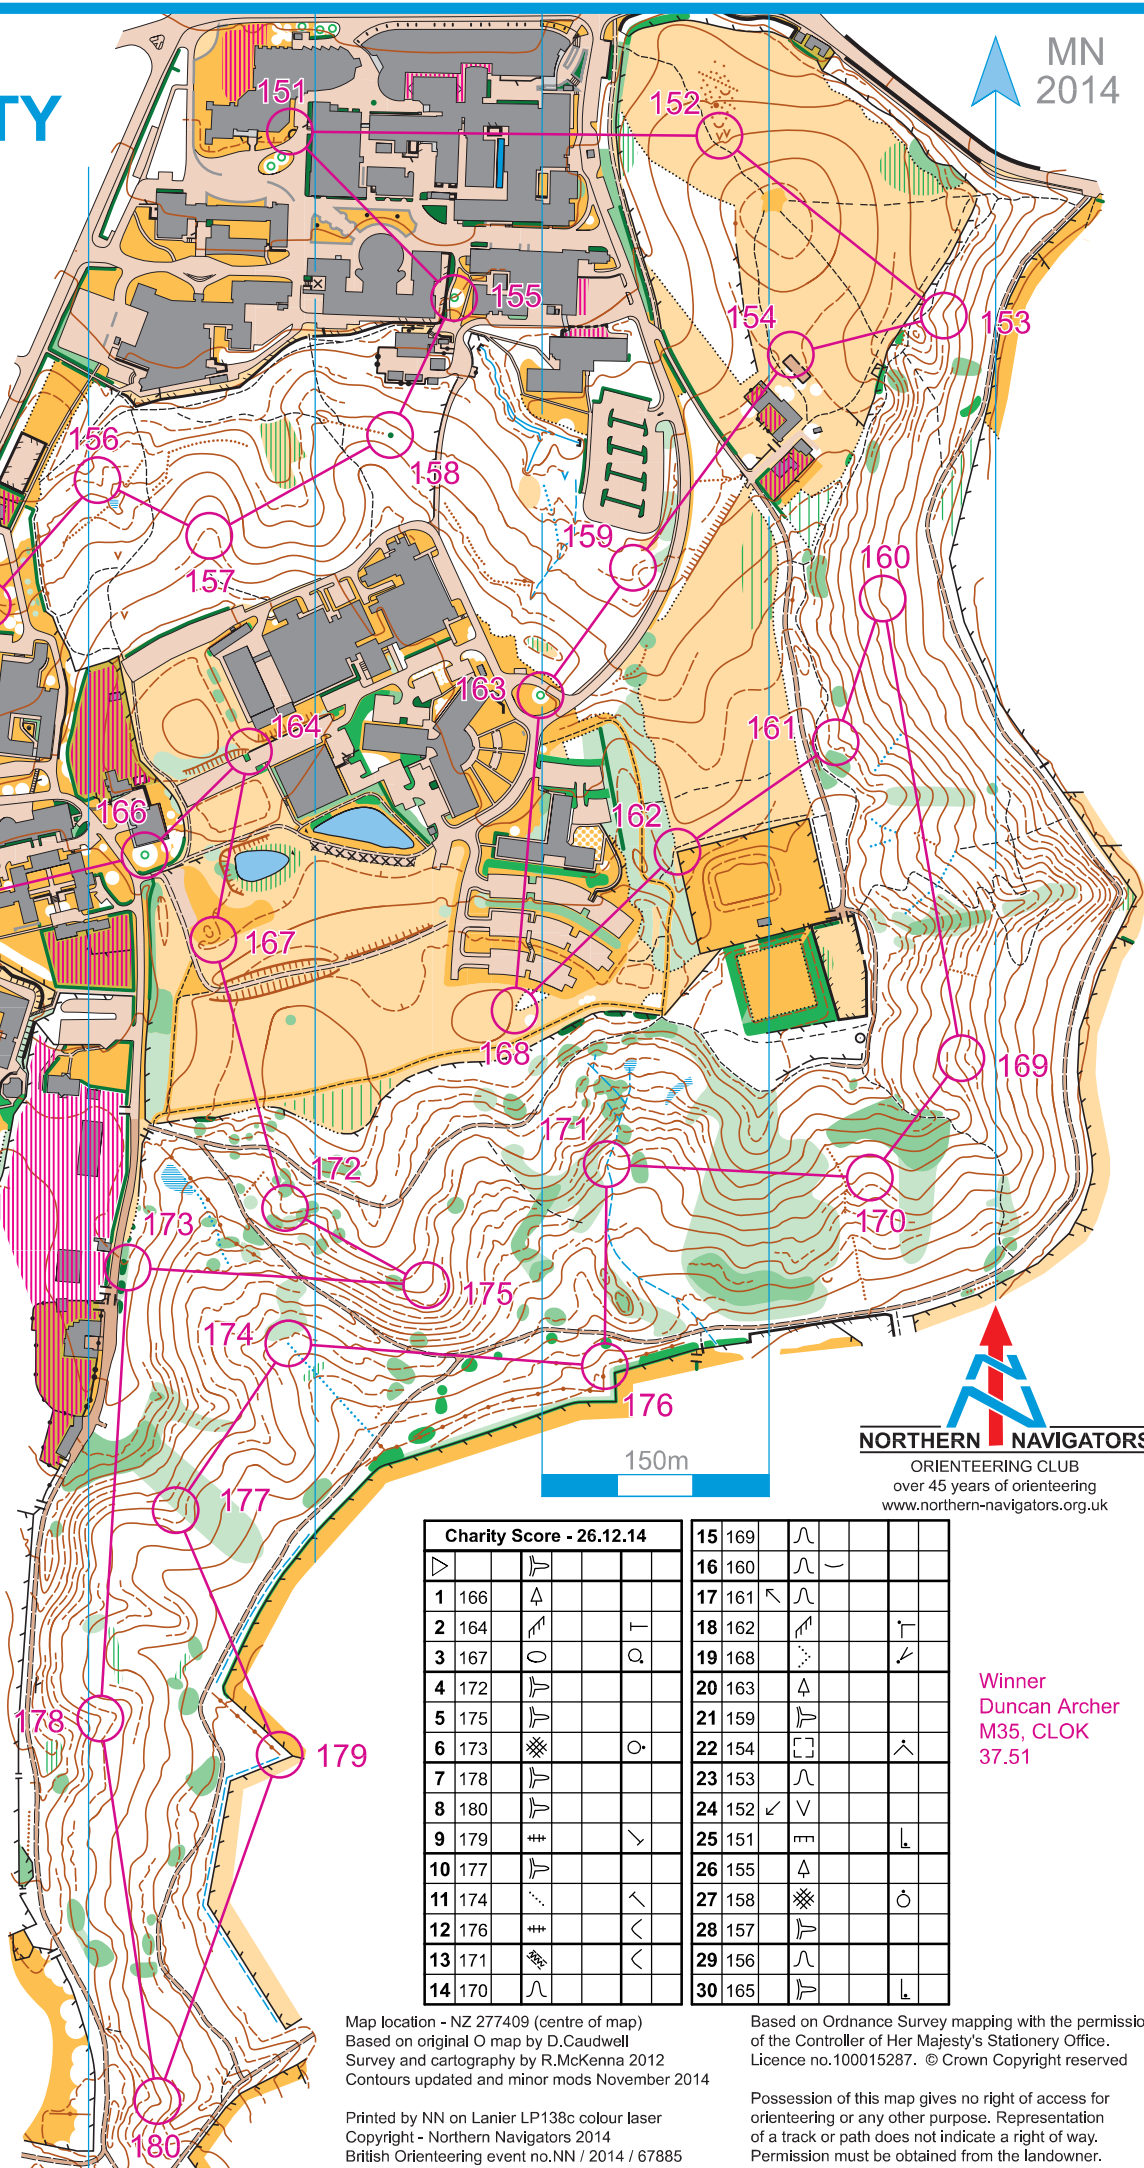 TY
MN
2014
151
152
153
154
155
156
157
158
159
160
161
162
163
164
166
167
168
169
170
171
172
173
174
175
176
177
178
179
180
150m
NORTHERN NAVIGATORS
ORIENTEERING CLUB
over 45 years of orienteering
www.northern-navigators.org.uk
Charity Score - 26.12.14
1 166
2 164
3 167
4 172
5 175
6 173
7 178
8 180
9 179
10 177
11 174
12 176
13 171
14 170
15 169
16 160
17 161
18 162
19 168
20 163
21 159
22 154
23 153
24 152
25 151
26 155
27 158
28 157
29 156
30 165
Winner
Duncan Archer
M35, CLOK
37.51
Map location - NZ 277409 (centre of map)
Based on original O map by D.Caudwell
Survey and cartography by R.McKenna 2012
Contours updated and minor mods November 2014
Printed by NN on Lanier LP138c colour laser
Copyright - Northern Navigators 2014
British Orienteering event no.NN / 2014 / 67885
Based on Ordnance Survey mapping with the permissio
of the Controller of Her Majesty's Stationery Office.
Licence no.100015287. © Crown Copyright reserved
Possession of this map gives no right of access for
orienteering or any other purpose. Representation
of a track or path does not indicate a right of way.
Permission must be obtained from the landowner.